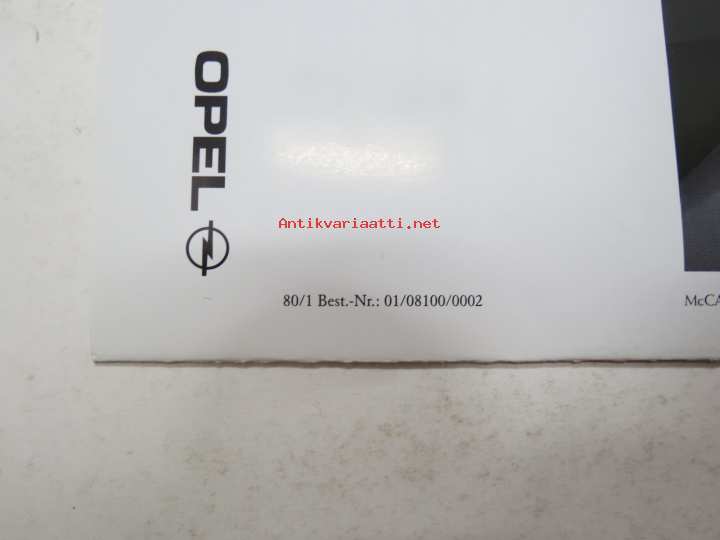 OPEL
Antikvariaatti.net
80/1 Best.-Nr.: 01/08100/0002